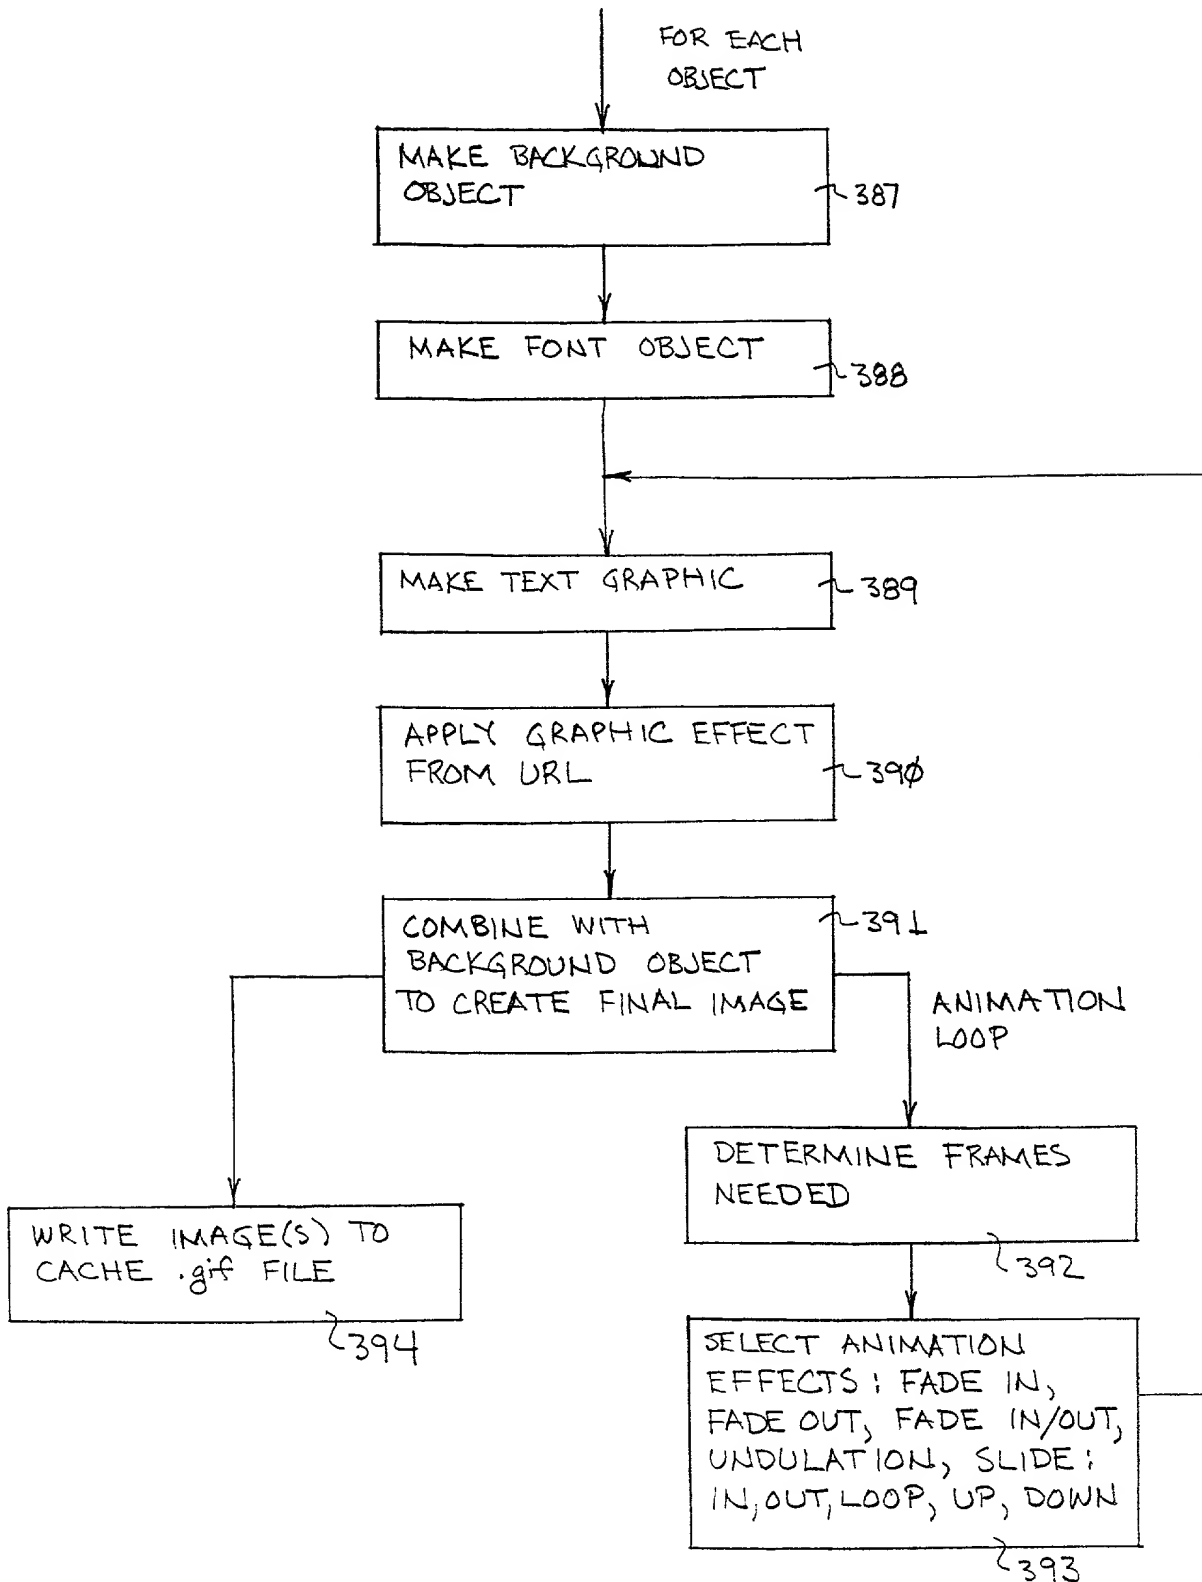 FOR EACH
OBJECT
MAKE BACKGROUND
OBJECT
387
MAKE FONT OBJECT
388
MAKE TEXT GRAPHIC
389
APPLY GRAPHIC EFFECT
FROM URL
390
COMBINE WITH
BACKGROUND OBJECT
TO CREATE FINAL IMAGE
391
ANIMATION
LOOP
DETERMINE FRAMES
NEEDED
392
WRITE IMAGE(S) TO
CACHE .gif FILE
394
SELECT ANIMATION
EFFECTS: FADE IN,
FADE OUT, FADE IN/OUT,
UNDULATION, SLIDE:
IN, OUT, LOOP, UP, DOWN
393